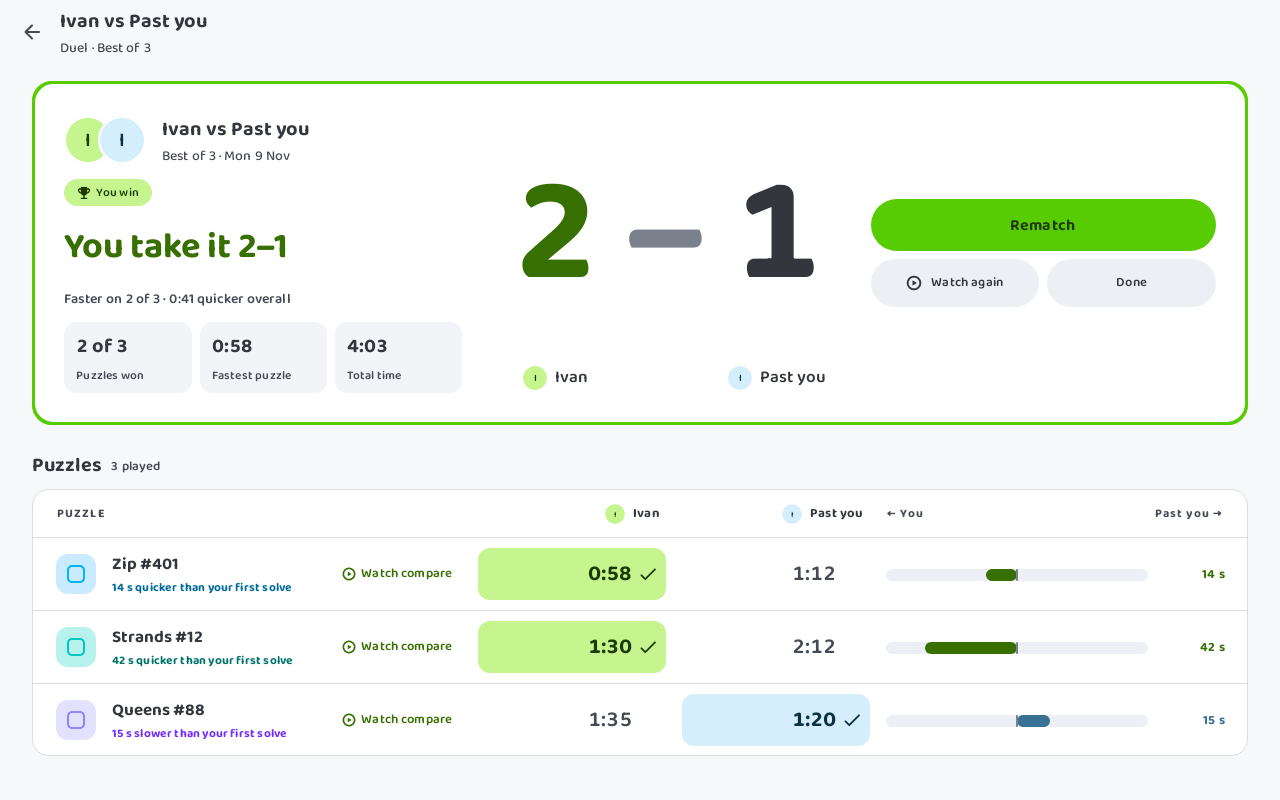 Ivan vs Past you
Duel · Best of 3
I
I
Ivan vs Past you
Best of 3 · Mon 9 Nov
You win
You take it 2–1
Faster on 2 of 3 · 0:41 quicker overall
2 of 3
Puzzles won
0:58
Fastest puzzle
4:03
Total time
2 – 1
I Ivan
I Past you
Rematch
Watch again
Done
Puzzles 3 played
PUZZLE
I Ivan
I Past you
← You
Past you →
Zip #401
14 s quicker than your first solve
Watch compare
0:58
1:12
14 s
Strands #12
42 s quicker than your first solve
Watch compare
1:30
2:12
42 s
Queens #88
15 s slower than your first solve
Watch compare
1:35
1:20
15 s